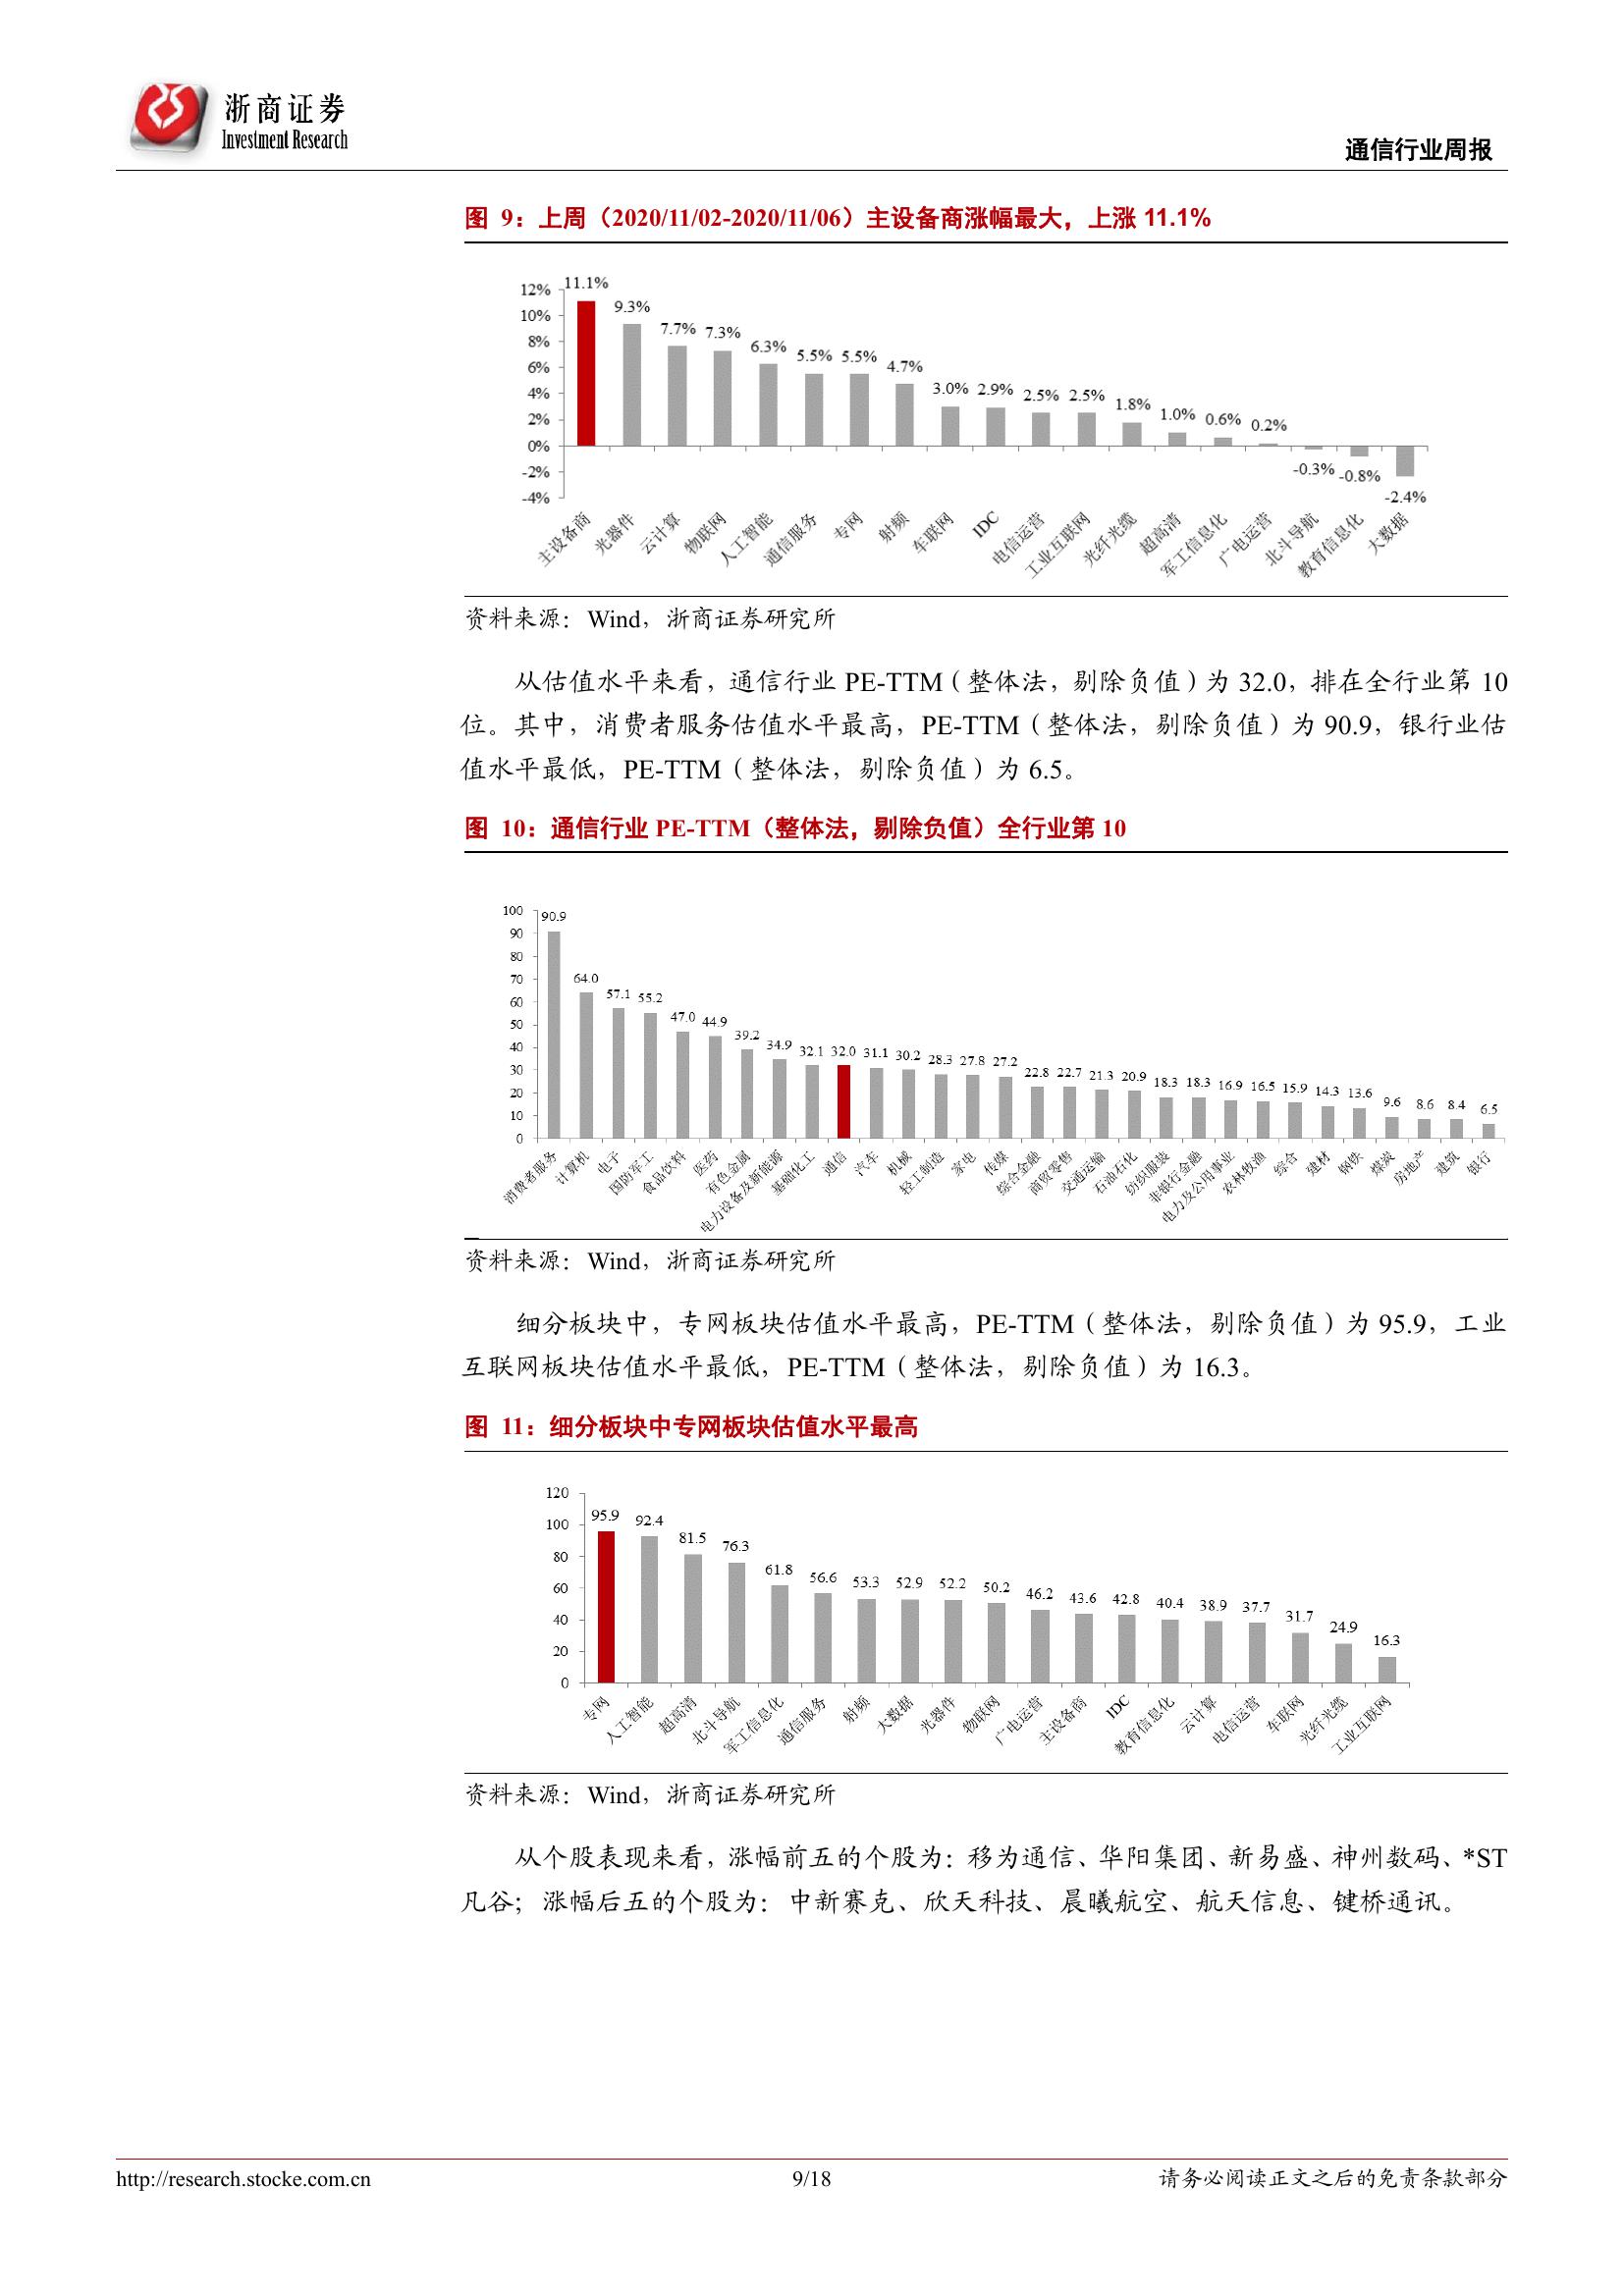 浙商证券
Investment Research
通信行业周报
图 9：上周（2020/11/02-2020/11/06）主设备商涨幅最大，上涨 11.1%
12%
10%
8%
6%
4%
2%
0%
-2%
-4%
11.1% 9.3% 7.7% 7.3% 6.3% 5.5% 5.5% 4.7% 3.0% 2.9% 2.5% 2.5% 1.8% 1.0% 0.6% 0.2% -0.3% -0.8% -2.4%
主设备商 光器件 云计算 物联网 人工智能 通信服务 专网 射频 车联网 IDC 电信运营 工业互联网 光纤光缆 超高清 军工信息化 广电运营 北斗导航 教育信息化 大数据
资料来源：Wind，浙商证券研究所
从估值水平来看，通信行业 PE-TTM（整体法，剔除负值）为 32.0，排在全行业第 10
位。其中，消费者服务估值水平最高，PE-TTM（整体法，剔除负值）为 90.9，银行业估
值水平最低，PE-TTM（整体法，剔除负值）为 6.5。
图 10：通信行业 PE-TTM（整体法，剔除负值）全行业第 10
100
90
80
70
60
50
40
30
20
10
0
90.9 64.0 57.1 55.2 47.0 44.9 39.2 34.9 32.1 32.0 31.1 30.2 28.3 27.8 27.2 22.8 22.7 21.3 20.9 18.3 18.3 16.9 16.5 15.9 14.3 13.6 9.6 8.6 8.4 6.5
消费者服务 计算机 电子 国防军工 食品饮料 医药 有色金属 电力设备及新能源 基础化工 通信 汽车 机械 轻工制造 家电 传媒 综合金融 商贸零售 交通运输 石油石化 纺织服装 非银行金融 电力及公用事业 农林牧渔 综合 建材 钢铁 煤炭 房地产 建筑 银行
资料来源：Wind，浙商证券研究所
细分板块中，专网板块估值水平最高，PE-TTM（整体法，剔除负值）为 95.9，工业
互联网板块估值水平最低，PE-TTM（整体法，剔除负值）为 16.3。
图 11：细分板块中专网板块估值水平最高
120
100
80
60
40
20
0
95.9 92.4 81.5 76.3 61.8 56.6 53.3 52.9 52.2 50.2 46.2 43.6 42.8 40.4 38.9 37.7 31.7 24.9 16.3
专网 人工智能 超高清 北斗导航 军工信息化 通信服务 射频 大数据 光器件 物联网 广电运营 主设备商 IDC 教育信息化 云计算 电信运营 车联网 光纤光缆 工业互联网
资料来源：Wind，浙商证券研究所
从个股表现来看，涨幅前五的个股为：移为通信、华阳集团、新易盛、神州数码、*ST
凡谷；涨幅后五的个股为：中新赛克、欣天科技、晨曦航空、航天信息、键桥通讯。
http://research.stocke.com.cn 9/18 请务必阅读正文之后的免责条款部分